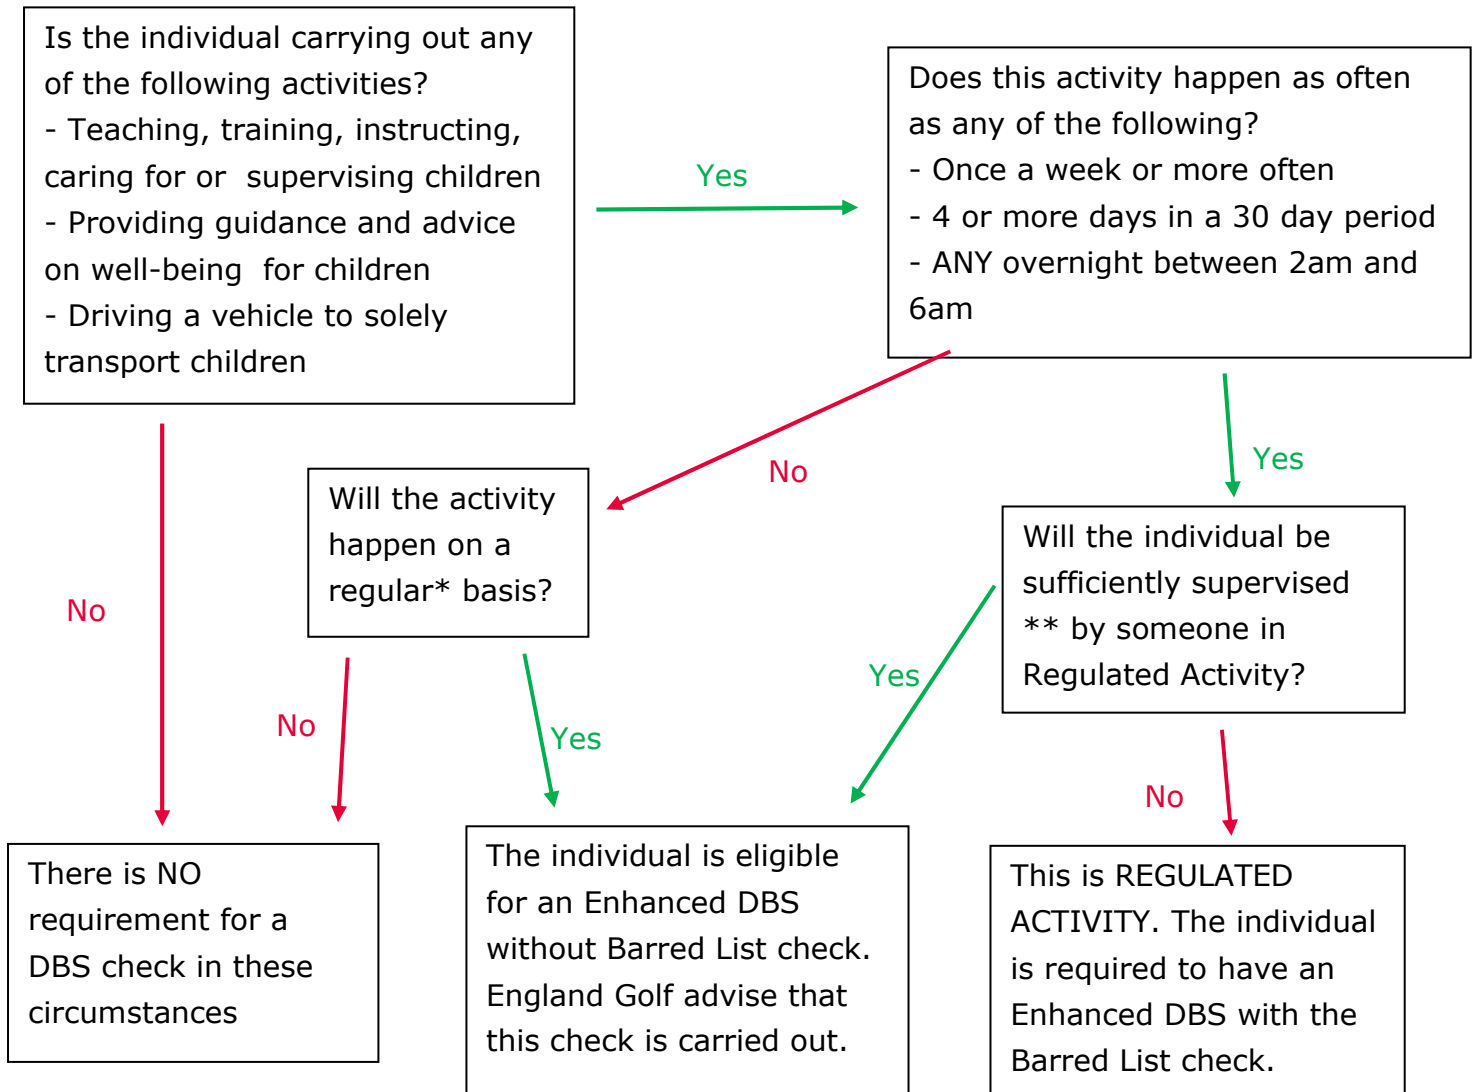 Is the individual carrying out any
of the following activities?
- Teaching, training, instructing,
caring for or  supervising children
- Providing guidance and advice
on well-being  for children
- Driving a vehicle to solely
transport children
Yes
Does this activity happen as often
as any of the following?
- Once a week or more often
- 4 or more days in a 30 day period
- ANY overnight between 2am and
6am
No
No
Yes
Will the activity
happen on a
regular* basis?
Will the individual be
sufficiently supervised
** by someone in
Regulated Activity?
No
Yes
Yes
No
There is NO
requirement for a
DBS check in these
circumstances
The individual is eligible
for an Enhanced DBS
without Barred List check.
England Golf advise that
this check is carried out.
This is REGULATED
ACTIVITY. The individual
is required to have an
Enhanced DBS with the
Barred List check.